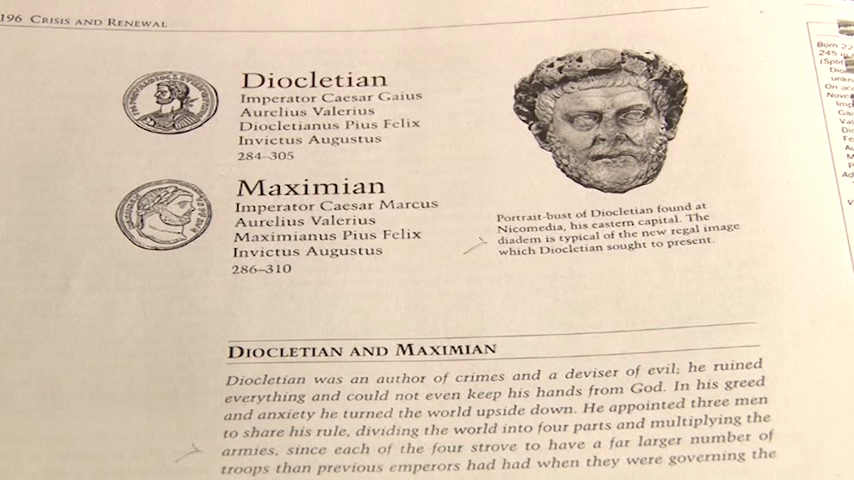 196 CRISIS AND RENEWAL
Diocletian
Imperator Caesar Gaius
Aurelius Valerius
Diocletianus Pius Felix
Invictus Augustus
284–305
Maximian
Imperator Caesar Marcus
Aurelius Valerius
Maximianus Pius Felix
Invictus Augustus
286–310
Portrait-bust of Diocletian found at
Nicomedia, his eastern capital. The
diadem is typical of the new regal image
which Diocletian sought to present.
DIOCLETIAN AND MAXIMIAN
Diocletian was an author of crimes and a deviser of evil; he ruined
everything and could not even keep his hands from God. In his greed
and anxiety he turned the world upside down. He appointed three men
to share his rule, dividing the world into four parts and multiplying the
armies, since each of the four strove to have a far larger number of
troops than previous emperors had had when they were governing the
Born 22
245